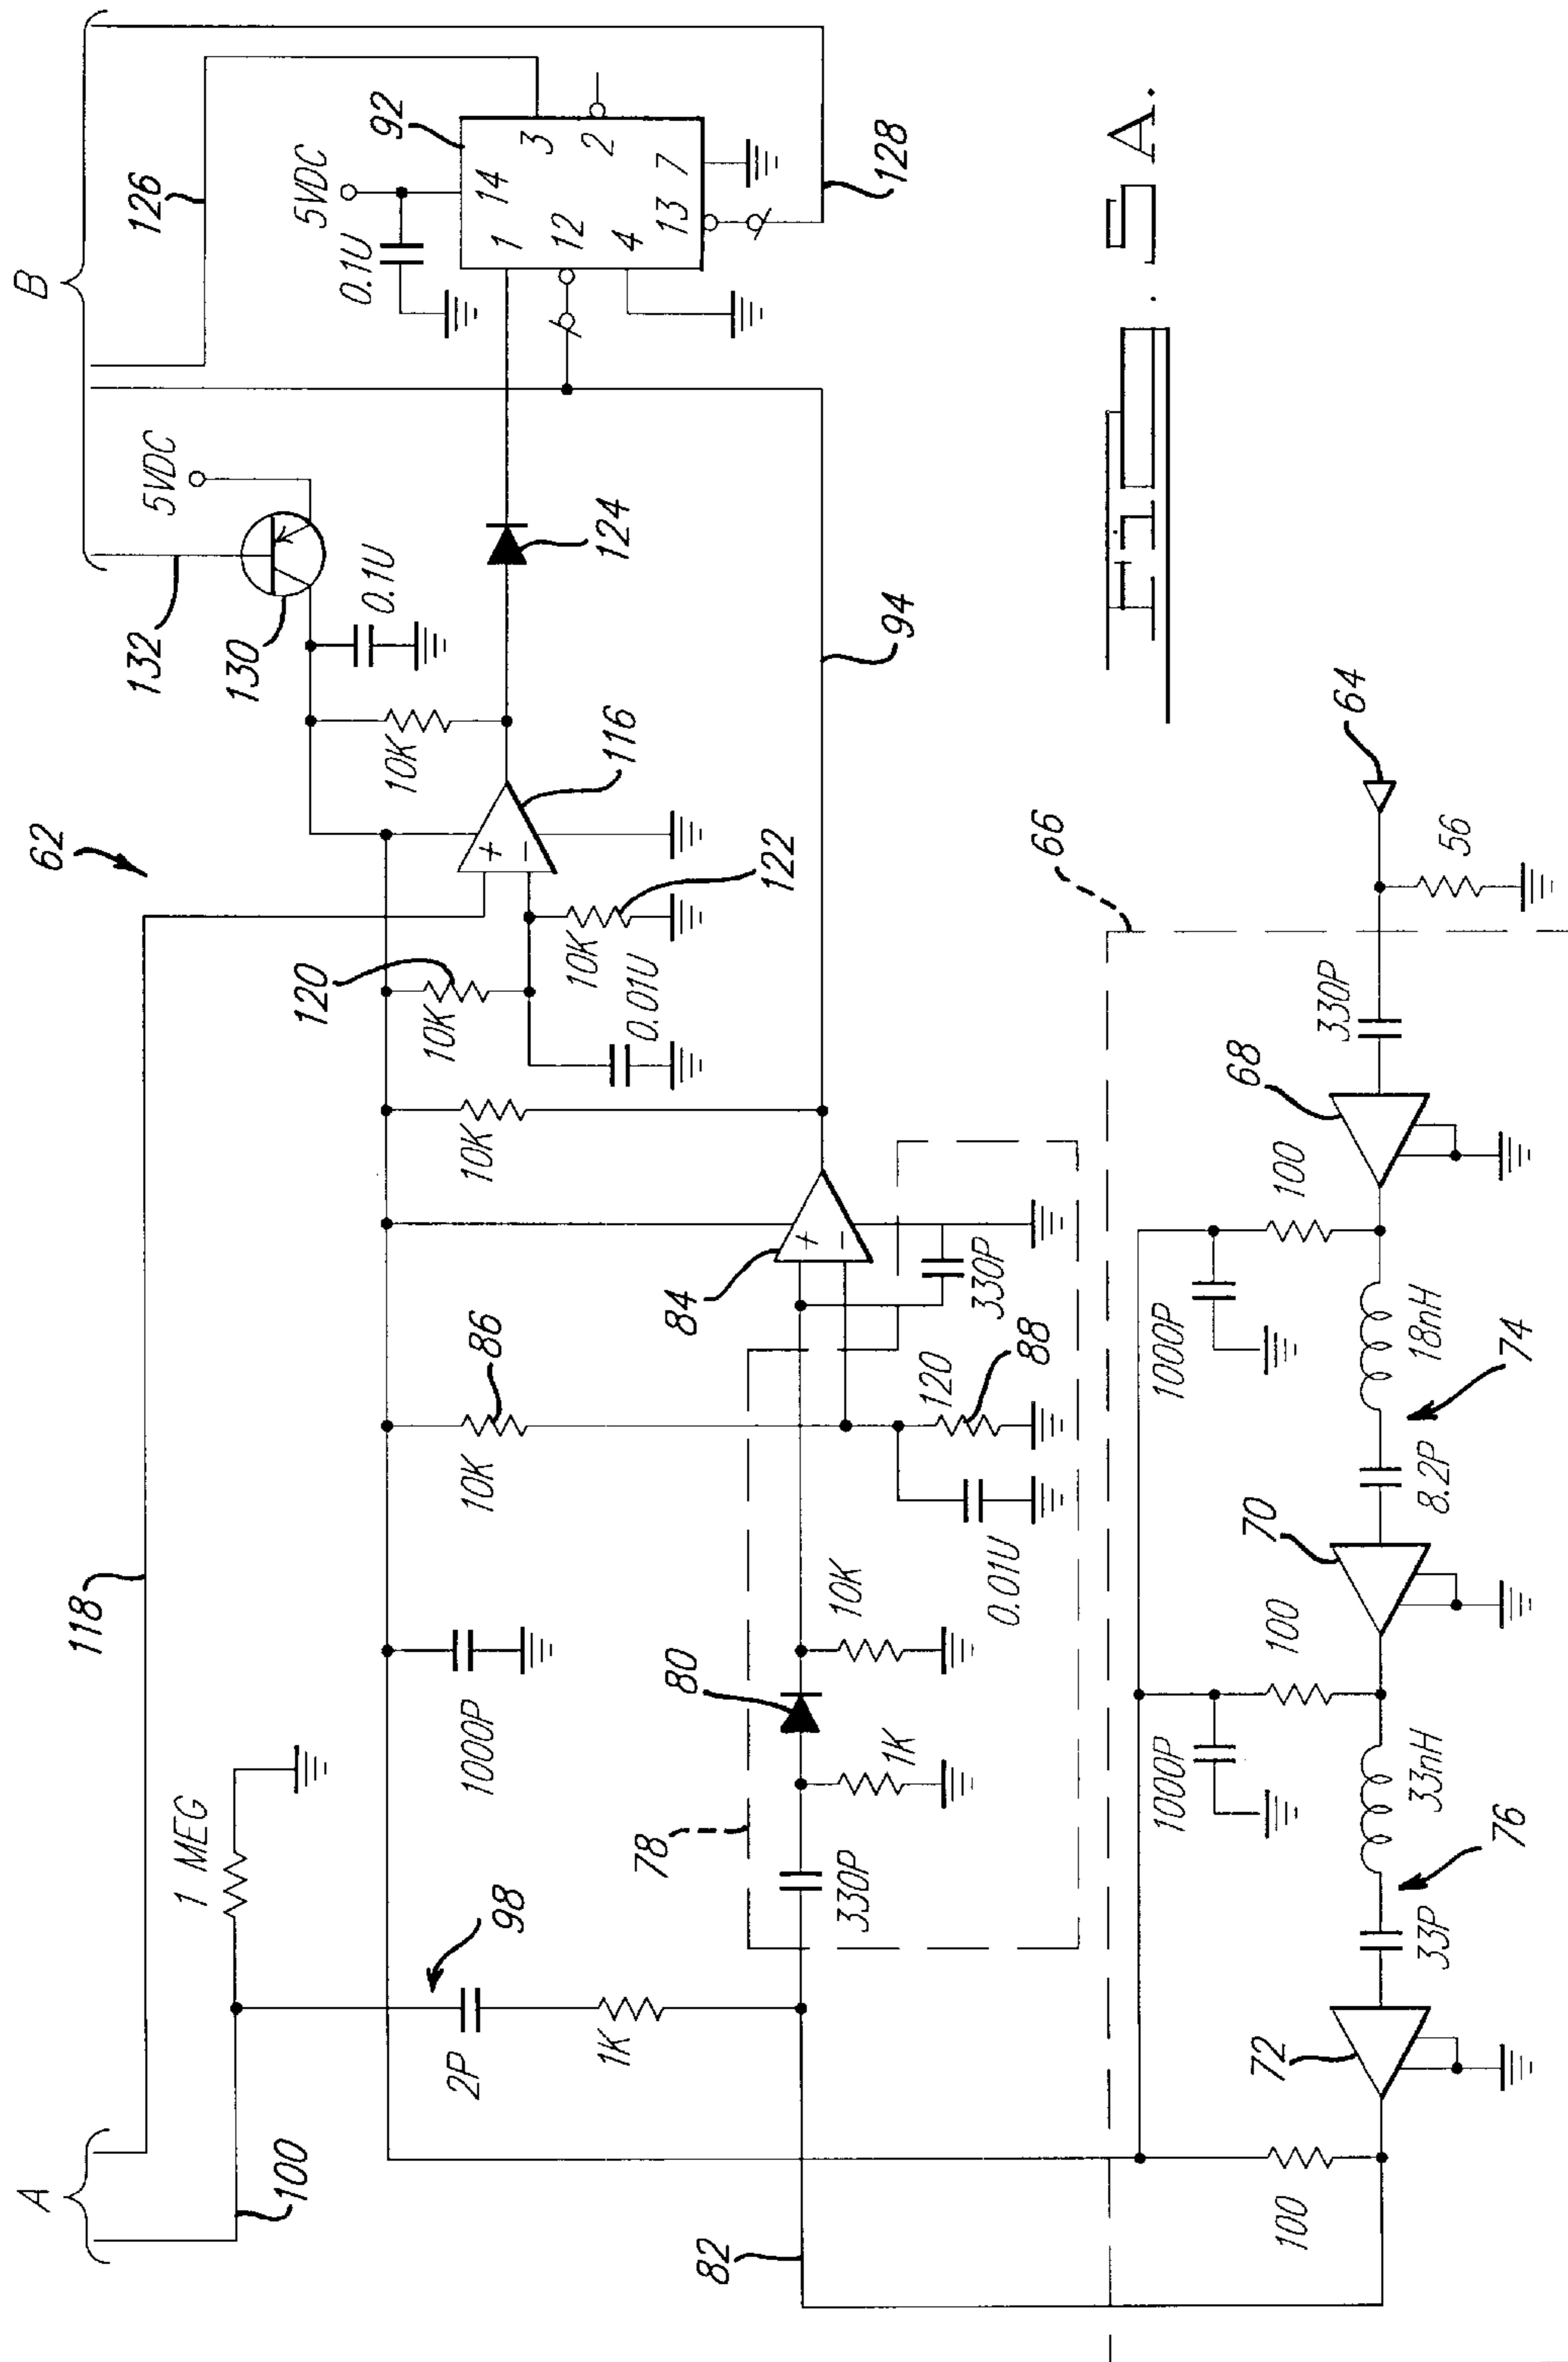 A
62
B
118
132
126
5VDC
1 MEG
130
100
120
5VDC
0.1U
0.1U
92
10K
10K
2P
1000P
10K
86
10K
98
+
−
1
14
3
12
2
4
13
7
10K
116
124
1K
0.01U
78
80
84
122
82
+
−
330P
1K
10K
120
94
128
330P
0.01U
88
66
FIG. 5A.
1000P
1000P
72
70
68
100
100
100
330P
64
33P
33nH
8.2P
18nH
56
76
74